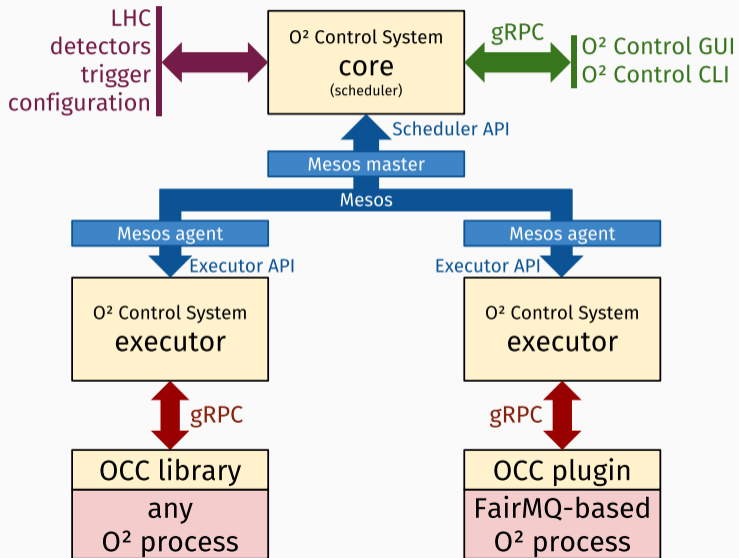 LHC
detectors
trigger
configuration
O² Control System
core
(scheduler)
gRPC
O² Control GUI
O² Control CLI
Scheduler API
Mesos master
Mesos
Mesos agent
Mesos agent
Executor API
Executor API
O² Control System
executor
O² Control System
executor
gRPC
gRPC
OCC library
any
O² process
OCC plugin
FairMQ-based
O² process